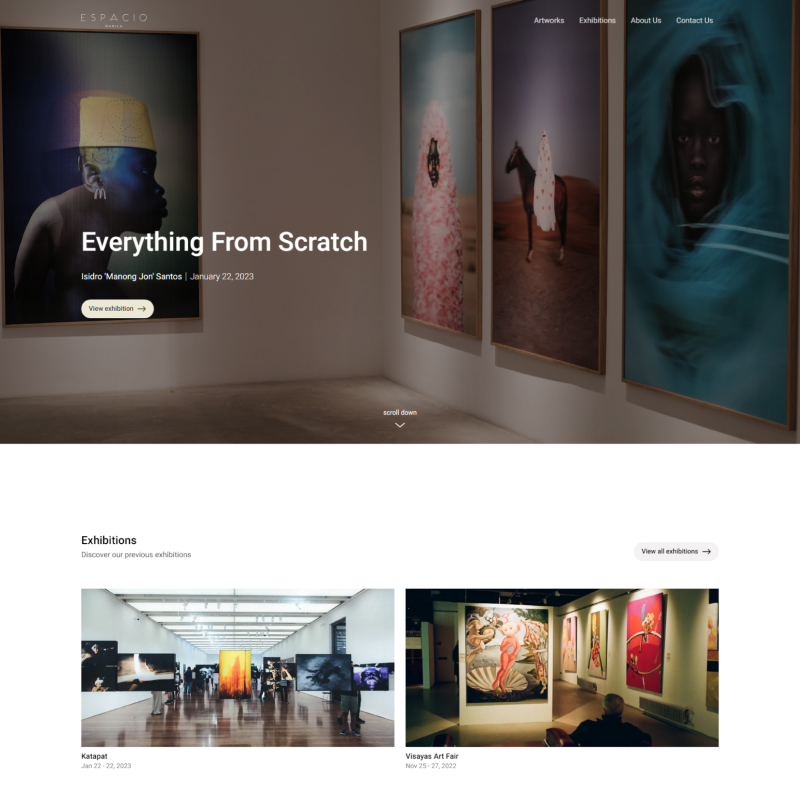 ESPACIO
MANILA
Artworks Exhibitions About Us Contact Us
Everything From Scratch
Isidro 'Manong Jon' Santos | January 22, 2023
View exhibition →
scroll down
Exhibitions
Discover our previous exhibitions
View all exhibitions →
Katapat
Jan 22 - 22, 2023
Visayas Art Fair
Nov 25 - 27, 2022